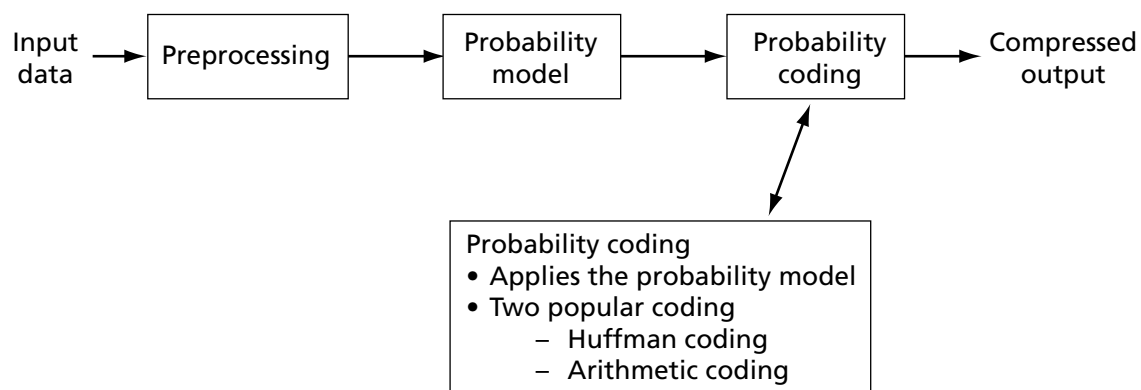 Input
data
Preprocessing
Probability
model
Probability
coding
Compressed
output
Probability coding
• Applies the probability model
• Two popular coding
– Huffman coding
– Arithmetic coding